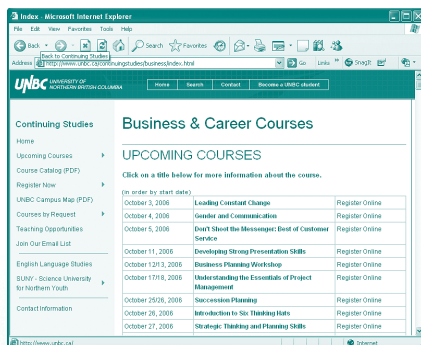 Index - Microsoft Internet Explorer
File Edit View Favorites Tools Help
Back Search Favorites
Back to Continuing Studies
Address http://www.unbc.ca/continuingstudies/business/index.html Go Links » SnagIt
UNBC UNIVERSITY OF
NORTHERN BRITISH COLUMBIA
Home Search Contact Become a UNBC student
Continuing Studies
Home
Upcoming Courses
Course Catalog (PDF)
Register Now
UNBC Campus Map (PDF)
Courses by Request
Teaching Opportunities
Join Our Email List
English Language Studies
SUNY - Science University
for Northern Youth
Contact Information
Business & Career Courses
UPCOMING COURSES
Click on a title below for more information about the course.
(in order by start date)
October 3, 2006 Leading Constant Change Register Online
October 4, 2006 Gender and Communication Register Online
October 5, 2006 Don't Shoot the Messenger: Best of Customer Register Online
Service
October 11, 2006 Developing Strong Presentation Skills Register Online
October 12/13, 2006 Business Planning Workshop Register Online
October 17/18, 2006 Understanding the Essentials of Project Register Online
Management
October 25/26, 2006 Succession Planning Register Online
October 26, 2006 Introduction to Six Thinking Hats Register Online
October 27, 2006 Strategic Thinking and Planning Skills Register Online
http://www.unbc.ca/ Internet